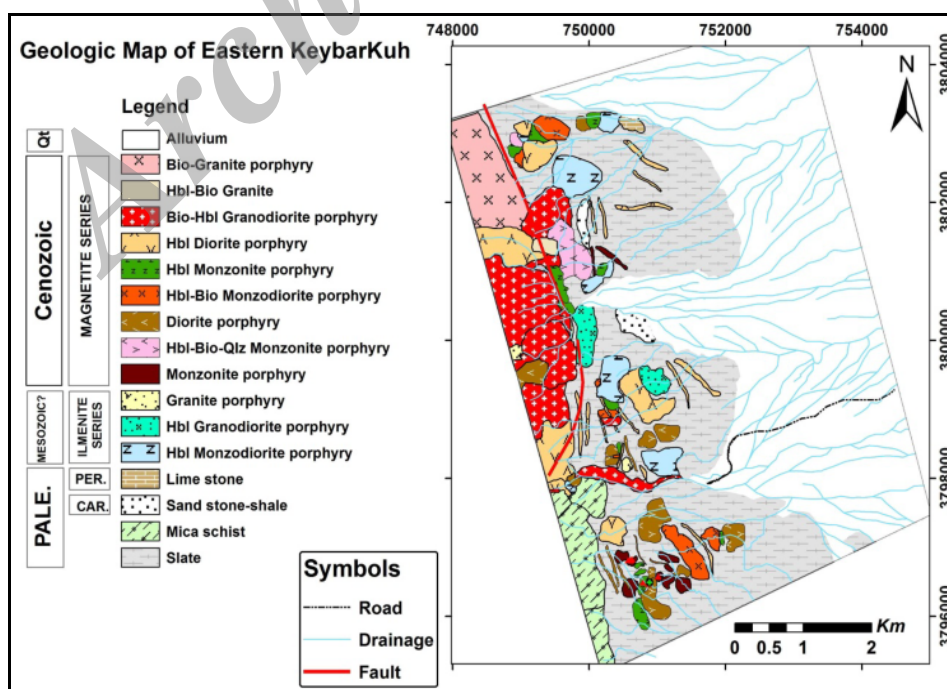 Arch
Geologic Map of Eastern KeybarKuh
748000
750000
752000
754000
3804000
3802000
3800000
3798000
3796000
N
Legend
Qt
Cenozoic
MAGNETITE SERIES
MESOZOIC?
ILMENITE
SERIES
PALE.
PER.
CAR.
Alluvium
Bio-Granite porphyry
Hbl-Bio Granite
Bio-Hbl Granodiorite porphyry
Hbl Diorite porphyry
Hbl Monzonite porphyry
Hbl-Bio Monzodiorite porphyry
Diorite porphyry
Hbl-Bio-Qlz Monzonite porphyry
Monzonite porphyry
Granite porphyry
Hbl Granodiorite porphyry
Hbl Monzodiorite porphyry
Lime stone
Sand stone-shale
Mica schist
Slate
Symbols
Road
Drainage
Fault
Km
0 0.5 1 2